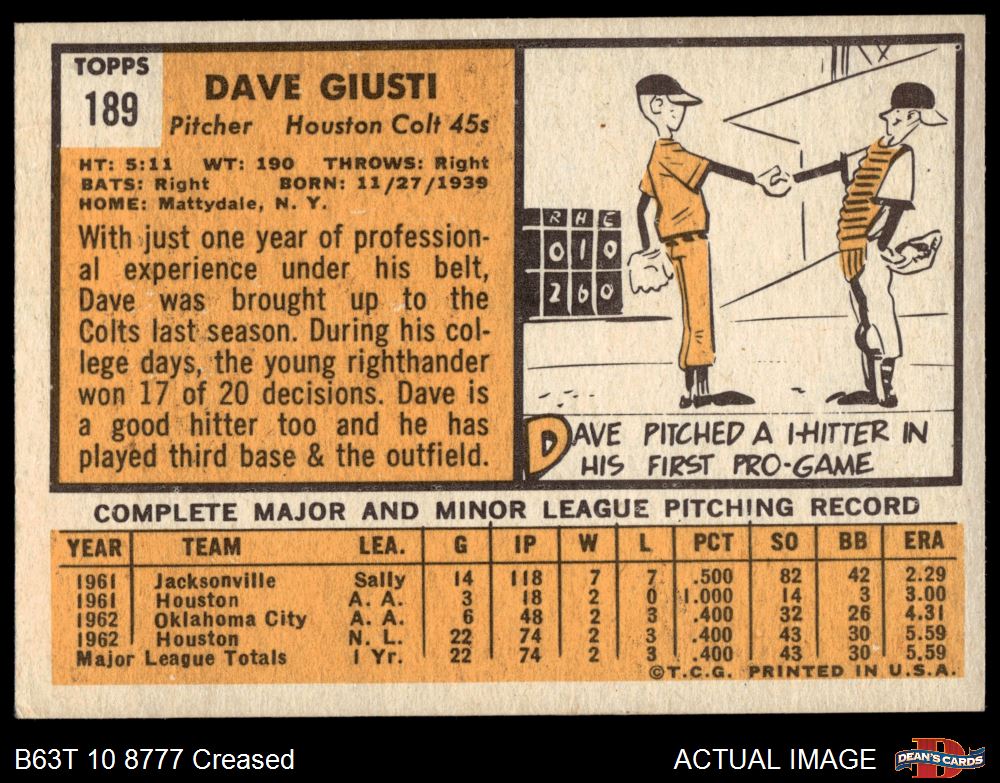 TOPPS
189
DAVE GIUSTI
Pitcher Houston Colt 45s
HT: 5:11 WT: 190 THROWS: Right
BATS: Right BORN: 11/27/1939
HOME: Mattydale, N. Y.
With just one year of profession-
al experience under his belt,
Dave was brought up to the
Colts last season. During his col-
lege days, the young righthander
won 17 of 20 decisions. Dave is
a good hitter too and he has
played third base & the outfield.
R H E
0 1 0
2 6 0
DAVE PITCHED A 1-HITTER IN
HIS FIRST PRO-GAME
COMPLETE MAJOR AND MINOR LEAGUE PITCHING RECORD
YEAR TEAM LEA. G IP W L PCT SO BB ERA
1961 Jacksonville Sally 14 118 7 7 .500 82 42 2.29
1961 Houston A. A. 3 18 2 0 1.000 14 3 3.00
1962 Oklahoma City A. A. 6 48 2 3 .400 32 26 4.31
1962 Houston N. L. 22 74 2 3 .400 43 30 5.59
Major League Totals 1 Yr. 22 74 2 3 .400 43 30 5.59
©T.C.G. PRINTED IN U.S.A.
B63T 10 8777 Creased
ACTUAL IMAGE
DEAN'S CARDS